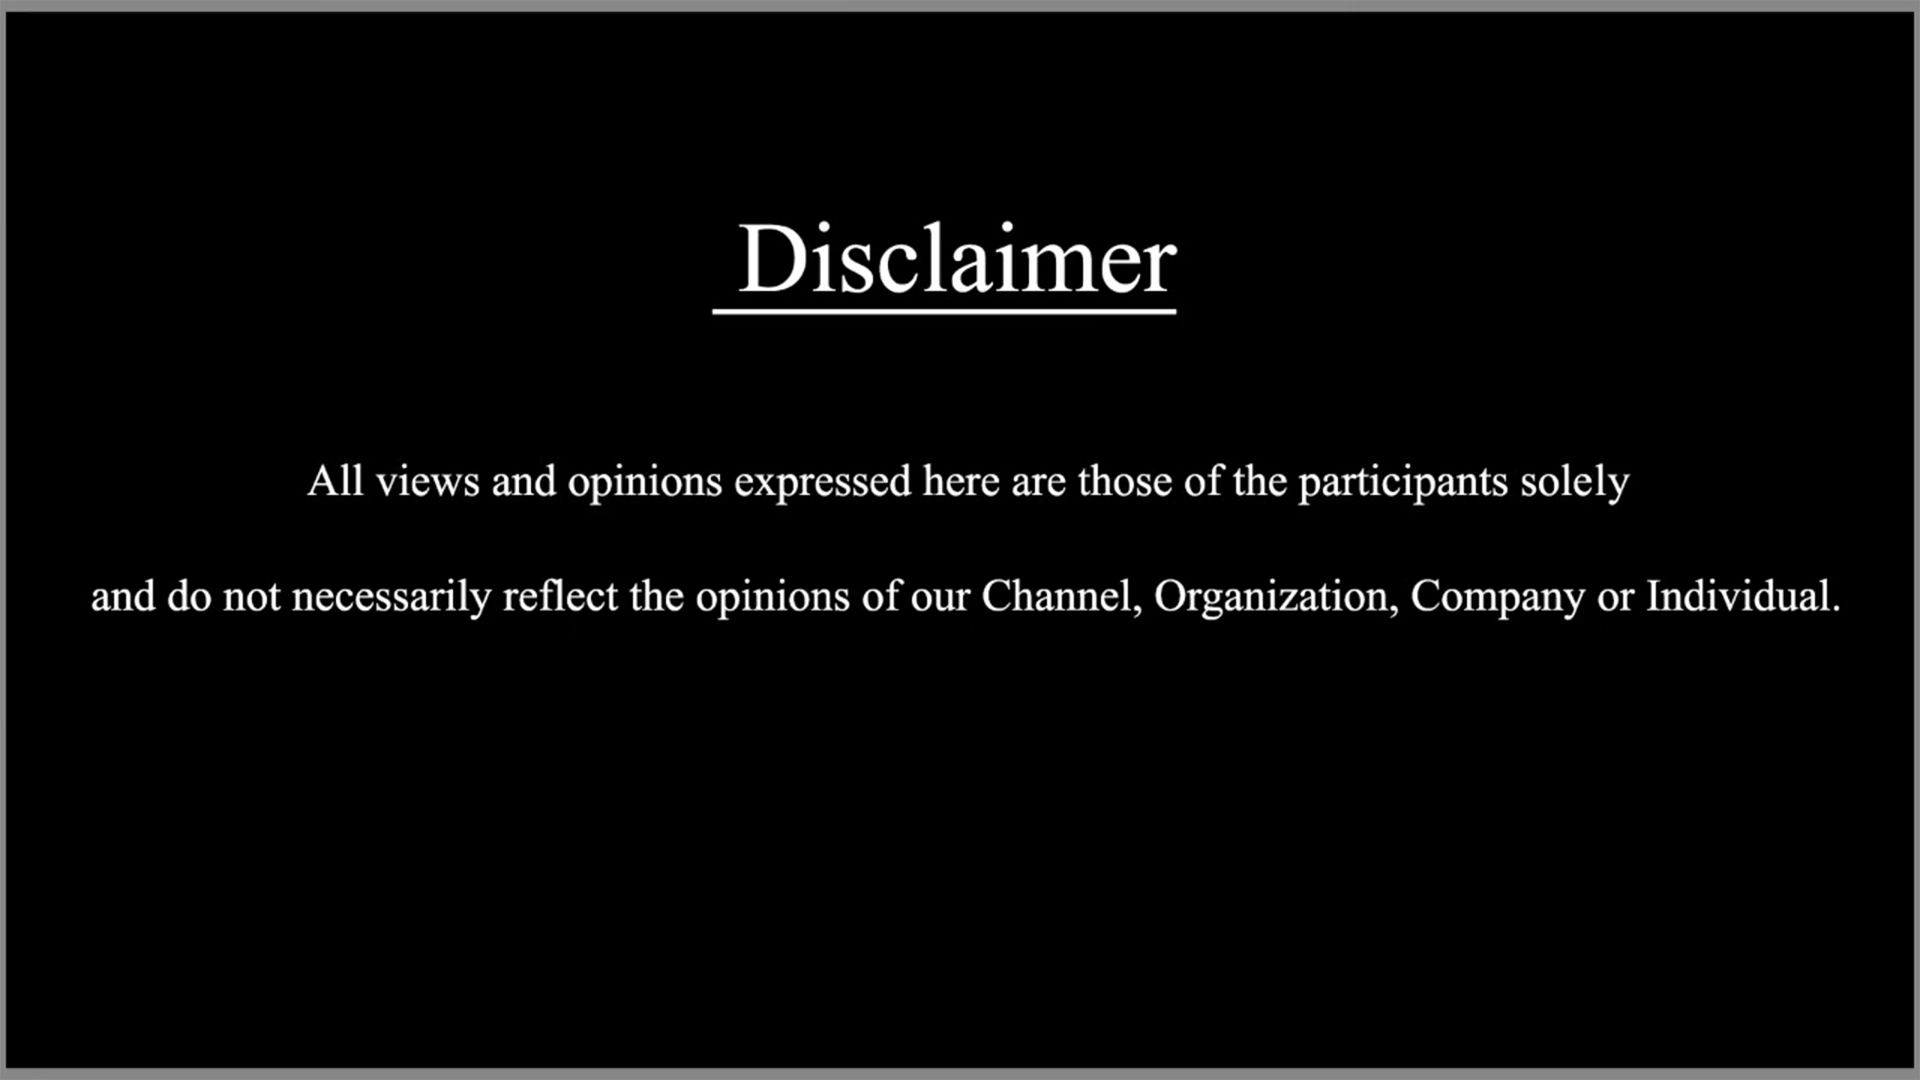 Disclaimer
All views and opinions expressed here are those of the participants solely
and do not necessarily reflect the opinions of our Channel, Organization, Company or Individual.